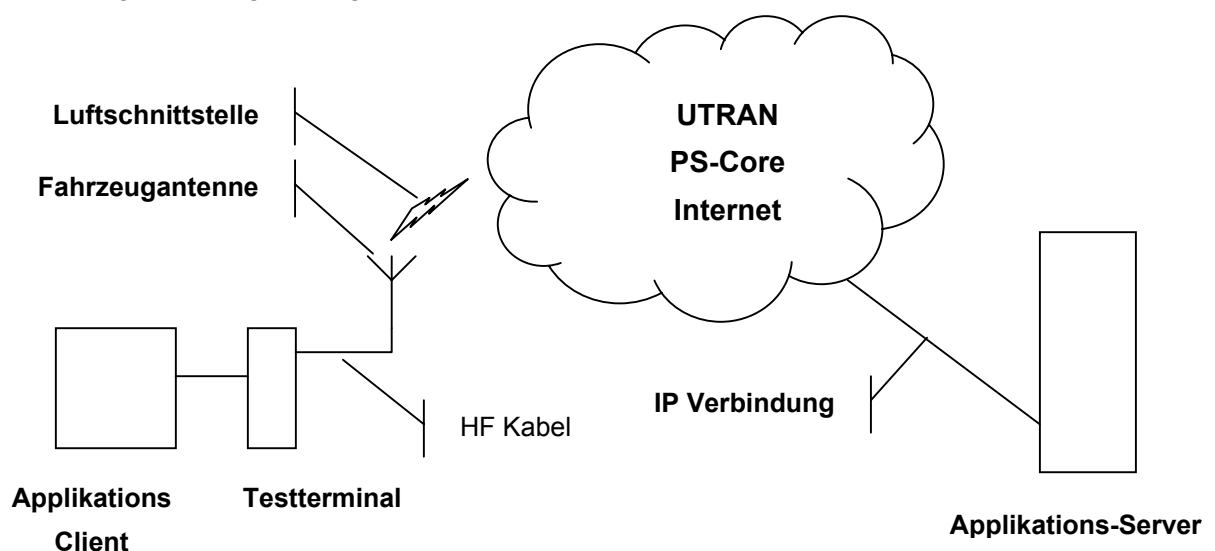 Luftschnittstelle
Fahrzeugantenne
UTRAN
PS-Core
Internet
IP Verbindung
HF Kabel
Applikations
Client
Testterminal
Applikations-Server